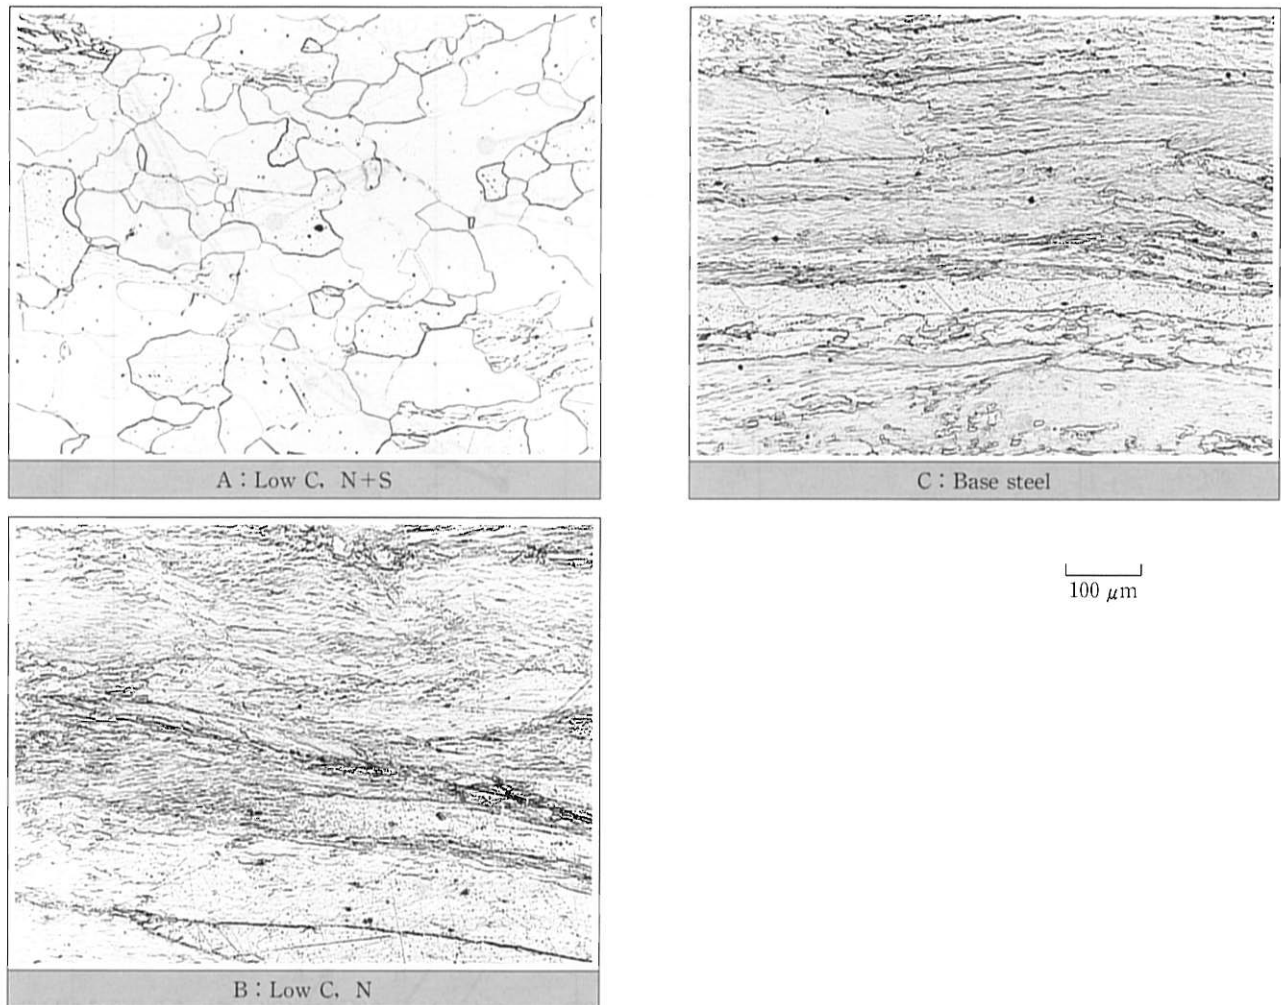 A : Low C, N+S
C : Base steel
100 μm
B : Low C, N